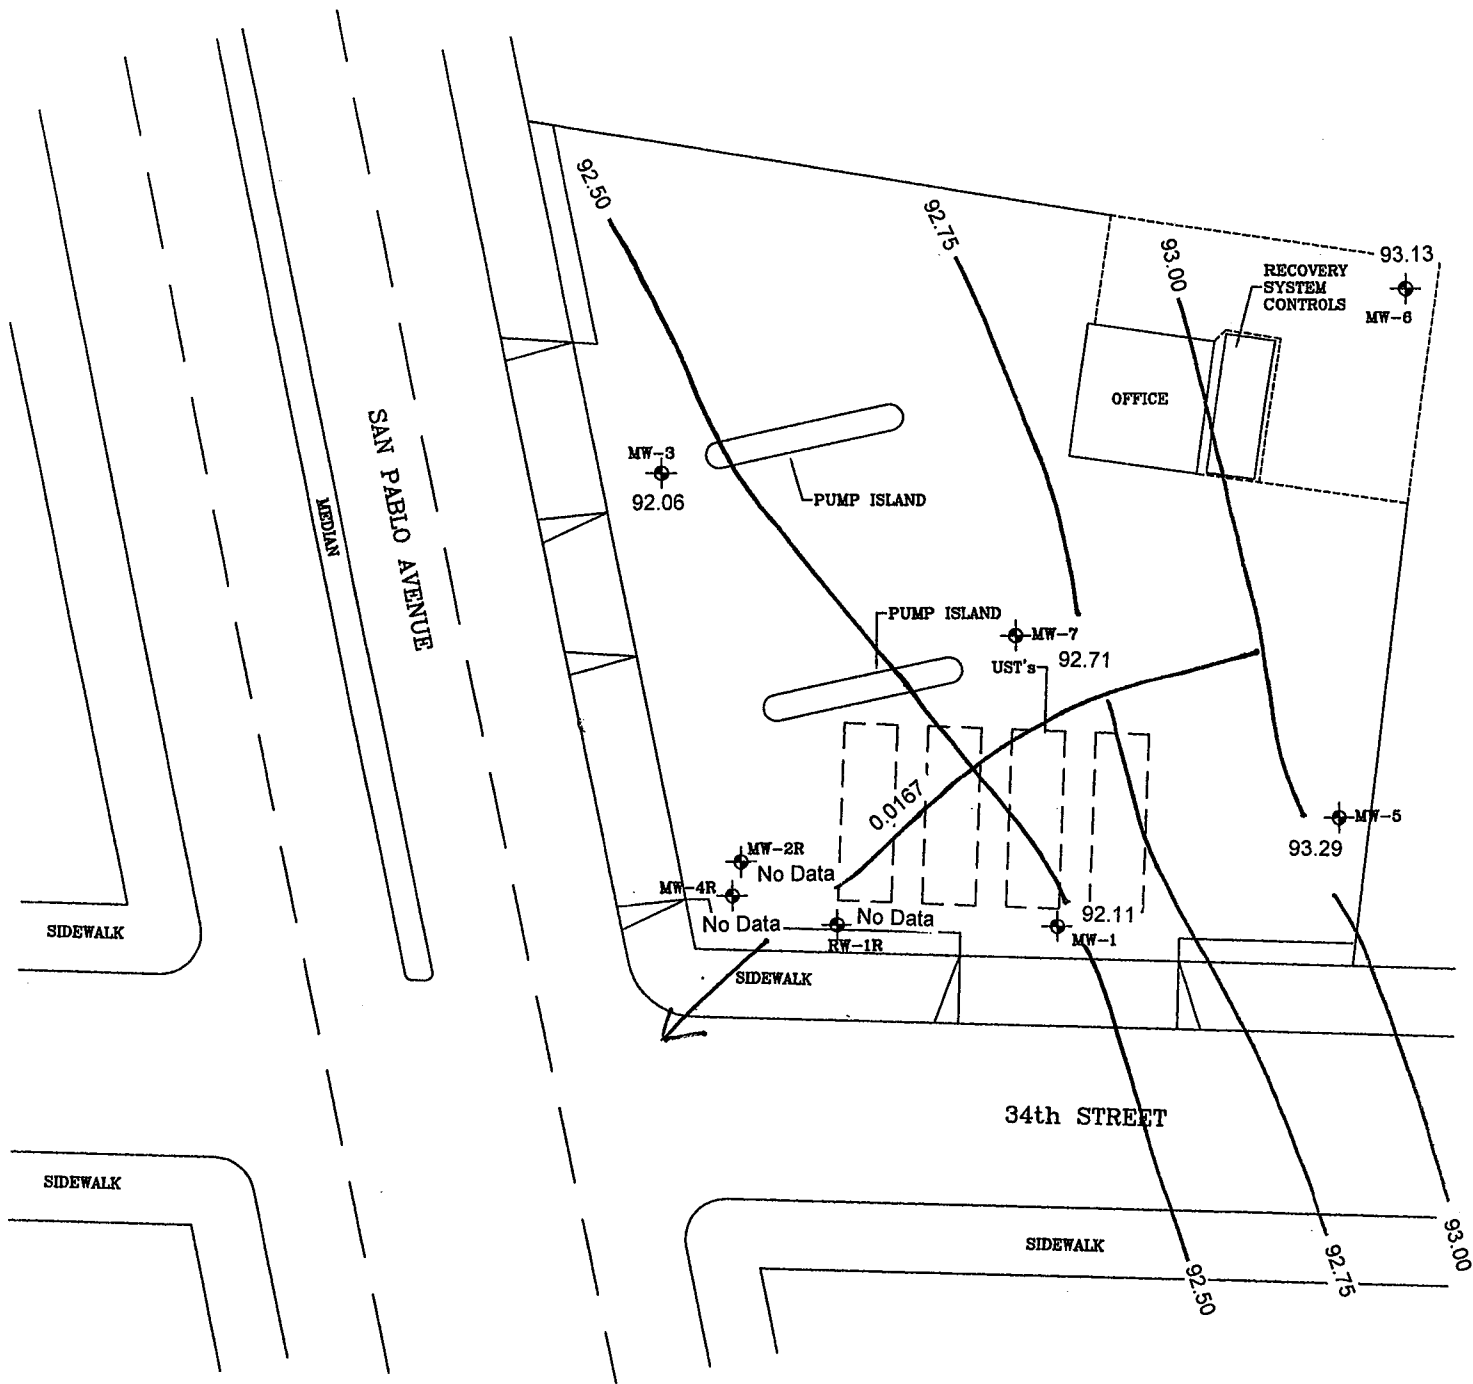 92.50
92.75
93.00
93.13
RECOVERY
SYSTEM
CONTROLS
MW-6
OFFICE
SAN PABLO AVENUE
MEDIAN
MW-3
92.06
PUMP ISLAND
PUMP ISLAND
MW-7
92.71
UST's
0.0167
MW-5
93.29
MW-2R
No Data
MW-4R
No Data
No Data
RW-1R
92.11
MW-1
SIDEWALK
SIDEWALK
34th STREET
SIDEWALK
SIDEWALK
92.50
92.75
93.00